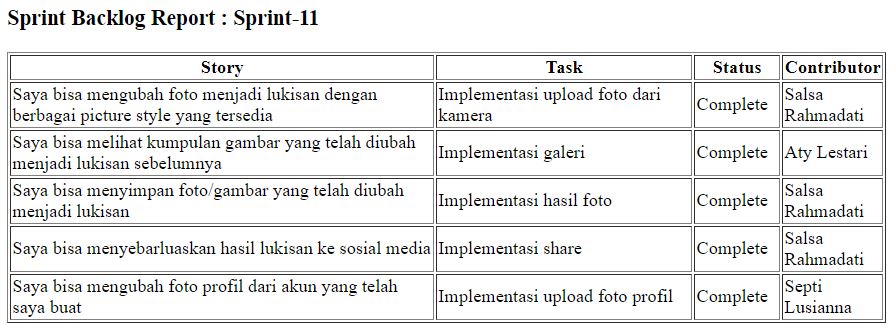 Sprint Backlog Report : Sprint-11
Story Task Status Contributor
Saya bisa mengubah foto menjadi lukisan dengan
berbagai picture style yang tersedia
Implementasi upload foto dari
kamera
Complete
Salsa
Rahmadati
Saya bisa melihat kumpulan gambar yang telah diubah
menjadi lukisan sebelumnya
Implementasi galeri
Complete
Aty Lestari
Saya bisa menyimpan foto/gambar yang telah diubah
menjadi lukisan
Implementasi hasil foto
Complete
Salsa
Rahmadati
Saya bisa menyebarluaskan hasil lukisan ke sosial media
Implementasi share
Complete
Salsa
Rahmadati
Saya bisa mengubah foto profil dari akun yang telah
saya buat
Implementasi upload foto profil
Complete
Septi
Lusianna